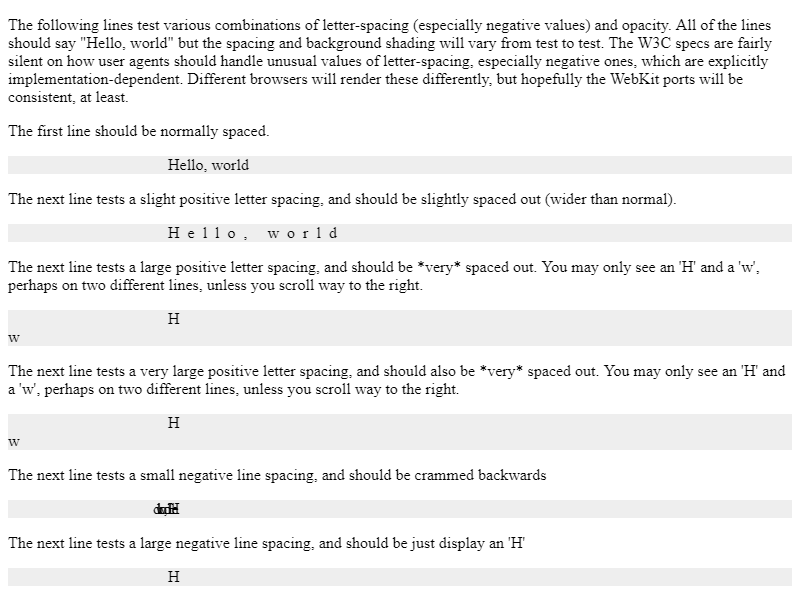 The following lines test various combinations of letter-spacing (especially negative values) and opacity. All of the lines
should say "Hello, world" but the spacing and background shading will vary from test to test. The W3C specs are fairly
silent on how user agents should handle unusual values of letter-spacing, especially negative ones, which are explicitly
implementation-dependent. Different browsers will render these differently, but hopefully the WebKit ports will be
consistent, at least.
The first line should be normally spaced.
Hello, world
The next line tests a slight positive letter spacing, and should be slightly spaced out (wider than normal).
H e l l o ,   w o r l d
The next line tests a large positive letter spacing, and should be *very* spaced out. You may only see an 'H' and a 'w',
perhaps on two different lines, unless you scroll way to the right.
H
w
The next line tests a very large positive letter spacing, and should also be *very* spaced out. You may only see an 'H' and
a 'w', perhaps on two different lines, unless you scroll way to the right.
H
w
The next line tests a small negative line spacing, and should be crammed backwards
The next line tests a large negative line spacing, and should be just display an 'H'
H